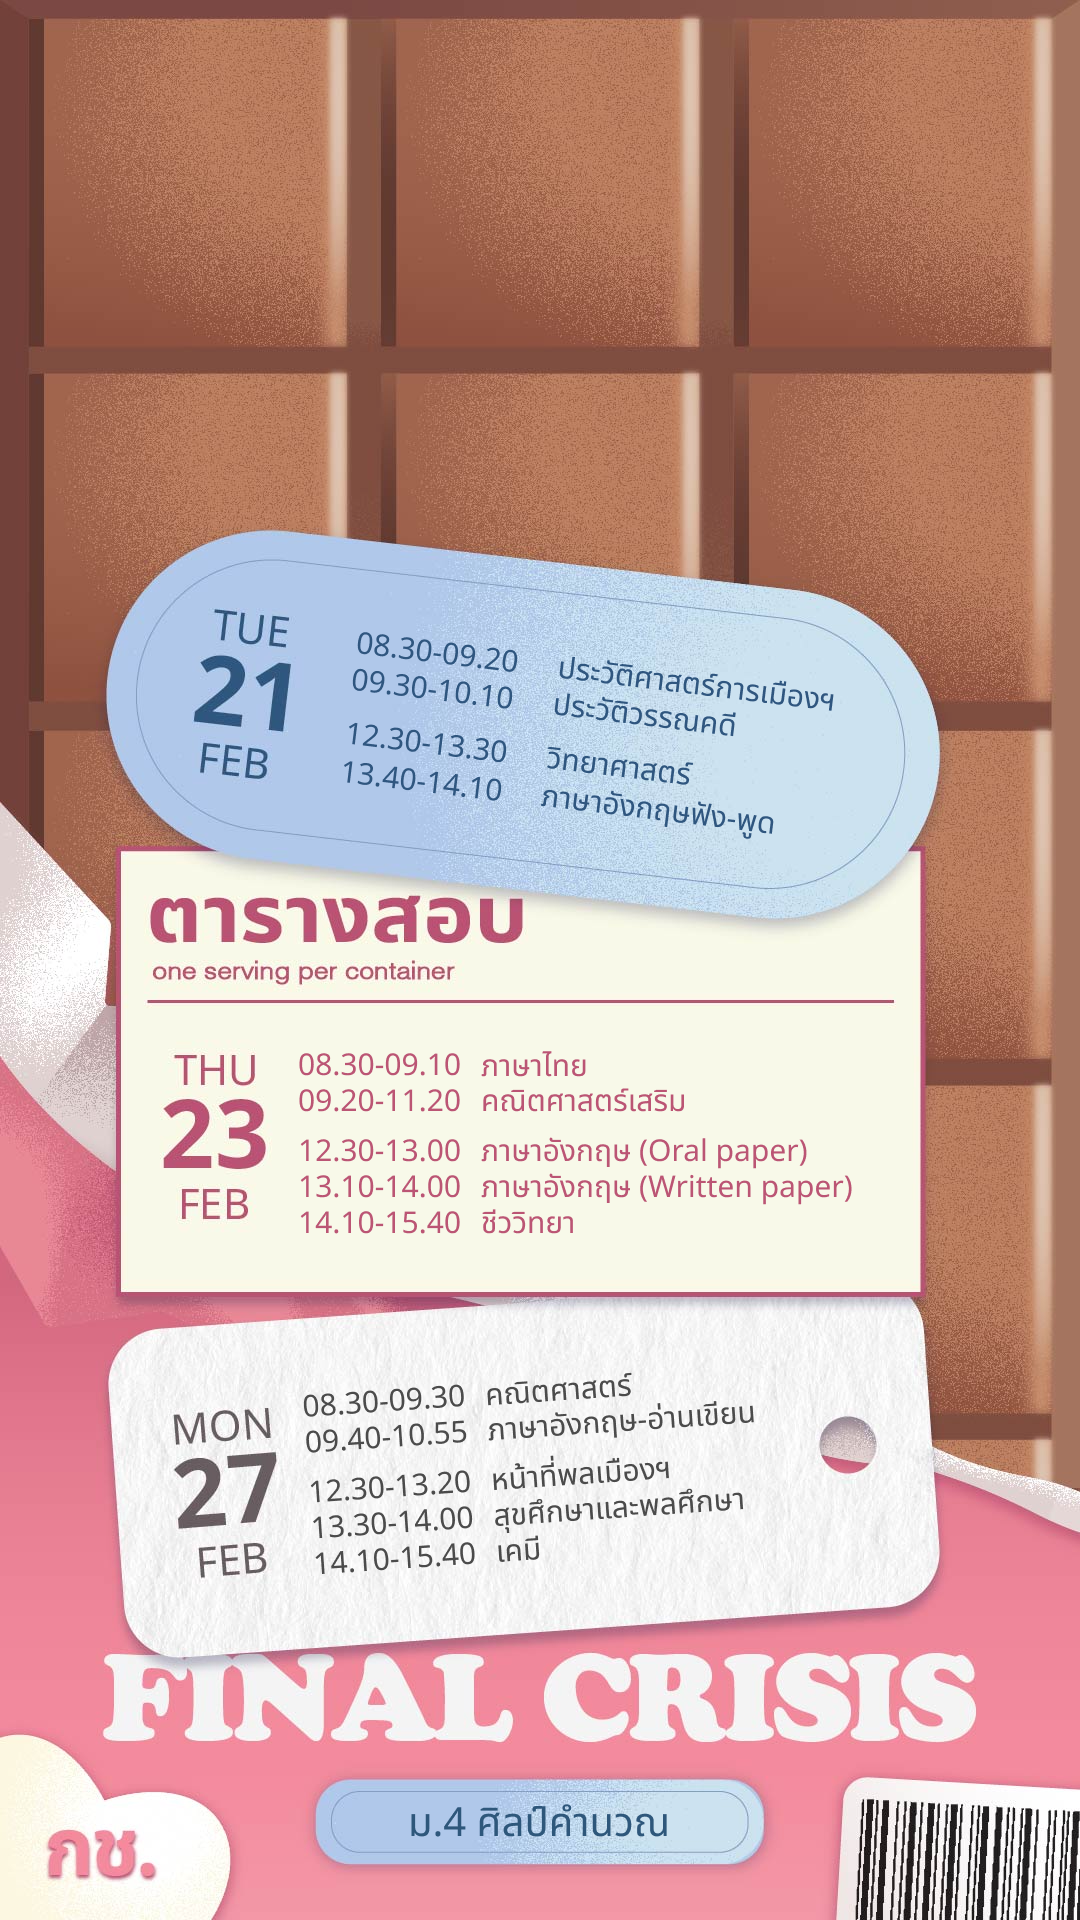 TUE
21
FEB
08.30-09.20 ประวัติศาสตร์การเมืองฯ
09.30-10.10 ประวัติวรรณคดี
12.30-13.30 วิทยาศาสตร์
13.40-14.10 ภาษาอังกฤษฟัง-พูด
ตารางสอบ
one serving per container
THU
23
FEB
08.30-09.10 ภาษาไทย
09.20-11.20 คณิตศาสตร์เสริม
12.30-13.00 ภาษาอังกฤษ (Oral paper)
13.10-14.00 ภาษาอังกฤษ (Written paper)
14.10-15.40 ชีววิทยา
MON
27
FEB
08.30-09.30 คณิตศาสตร์
09.40-10.55 ภาษาอังกฤษ-อ่านเขียน
12.30-13.20 หน้าที่พลเมืองฯ
13.30-14.00 สุขศึกษาและพลศึกษา
14.10-15.40 เคมี
FINAL CRISIS
ม.4 ศิลป์คำนวณ
กช.